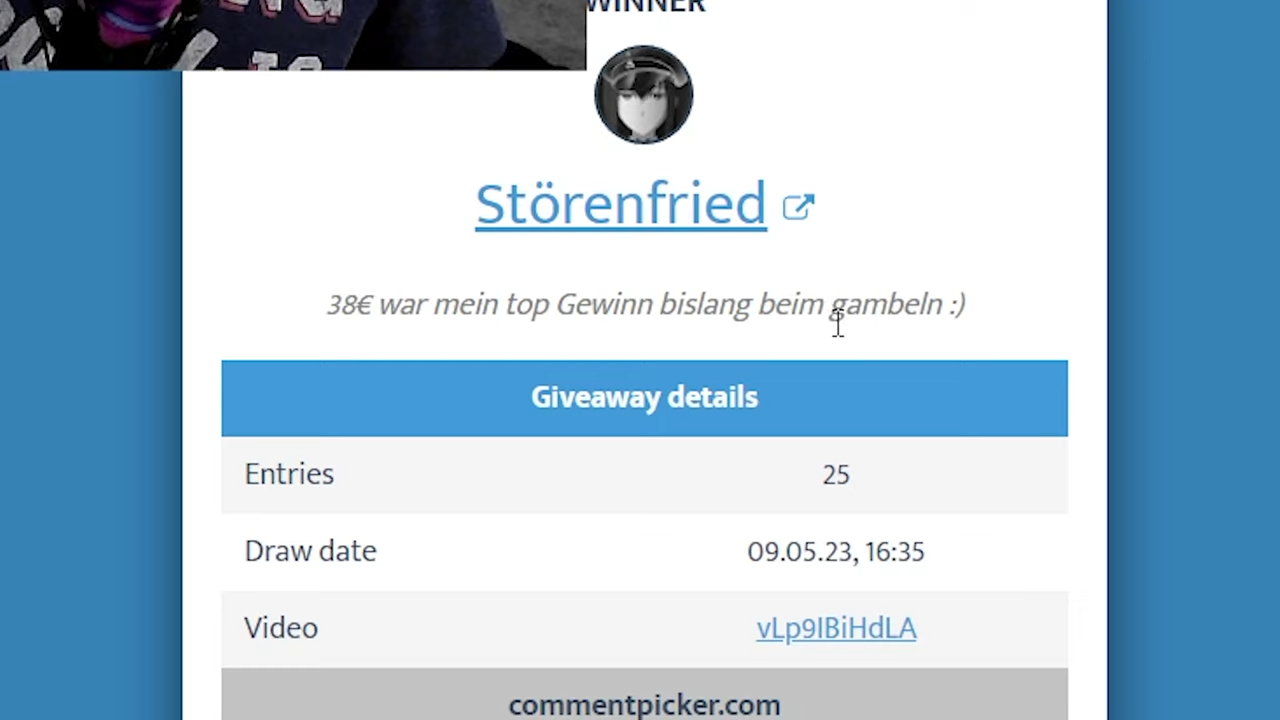 WINNER
Störenfried
38€ war mein top Gewinn bislang beim gambeln :)
Giveaway details
Entries 25
Draw date 09.05.23, 16:35
Video vLp9IBiHdLA
commentpicker.com